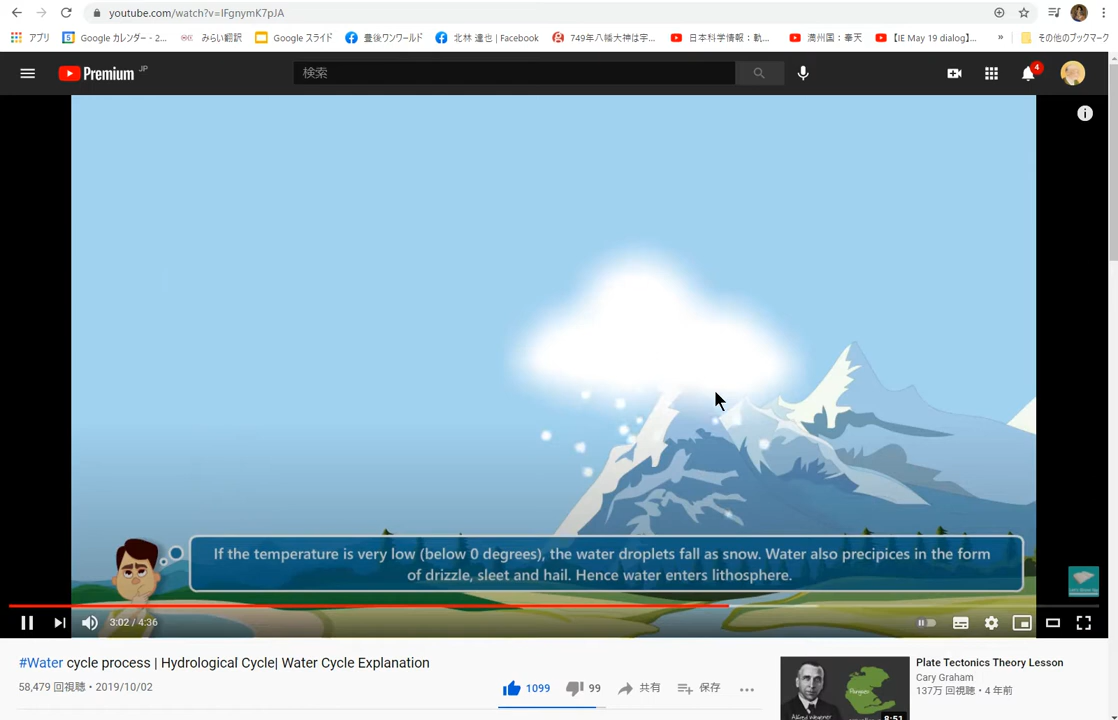 youtube.com/watch?v=lFgnymK7pJA
アプリ Google カレンダー - 2... みらい翻訳 Google スライド 豊後ワンワールド 北林 達也 | Facebook 749年八幡大神は宇... 日本科学情報：軌... 満州国：奉天 【IE May 19 dialog】... » その他のブックマーク
Premium JP
検索
4
If the temperature is very low (below 0 degrees), the water droplets fall as snow. Water also precipices in the form
of drizzle, sleet and hail. Hence water enters lithosphere.
3:02 / 4:36
#Water cycle process | Hydrological Cycle| Water Cycle Explanation
58,479 回視聴・2019/10/02
1099 99 共有 保存
Plate Tectonics Theory Lesson
Cary Graham
137万 回視聴・4 年前
8:51